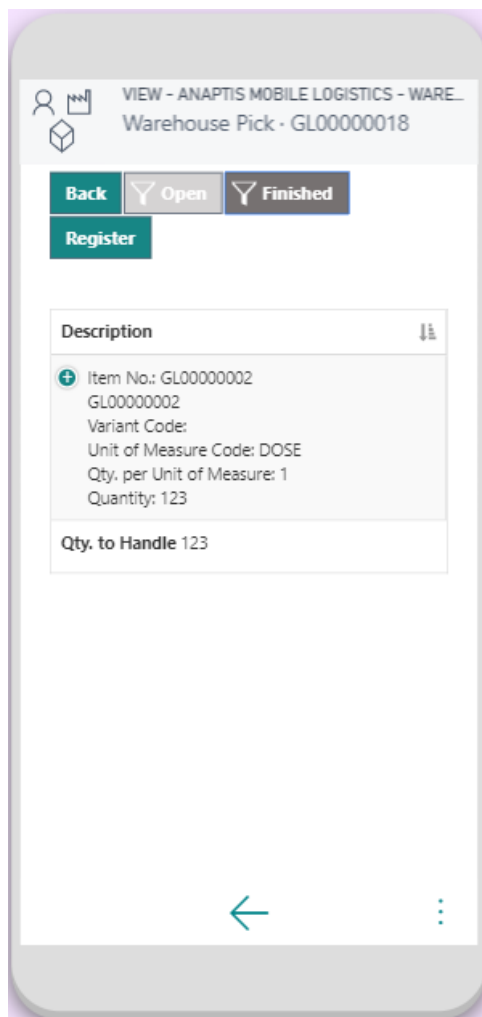 VIEW - ANAPTIS MOBILE LOGISTICS - WARE...
Warehouse Pick · GL00000018
Back Open Finished
Register
Description
Item No.: GL00000002
GL00000002
Variant Code:
Unit of Measure Code: DOSE
Qty. per Unit of Measure: 1
Quantity: 123
Qty. to Handle 123